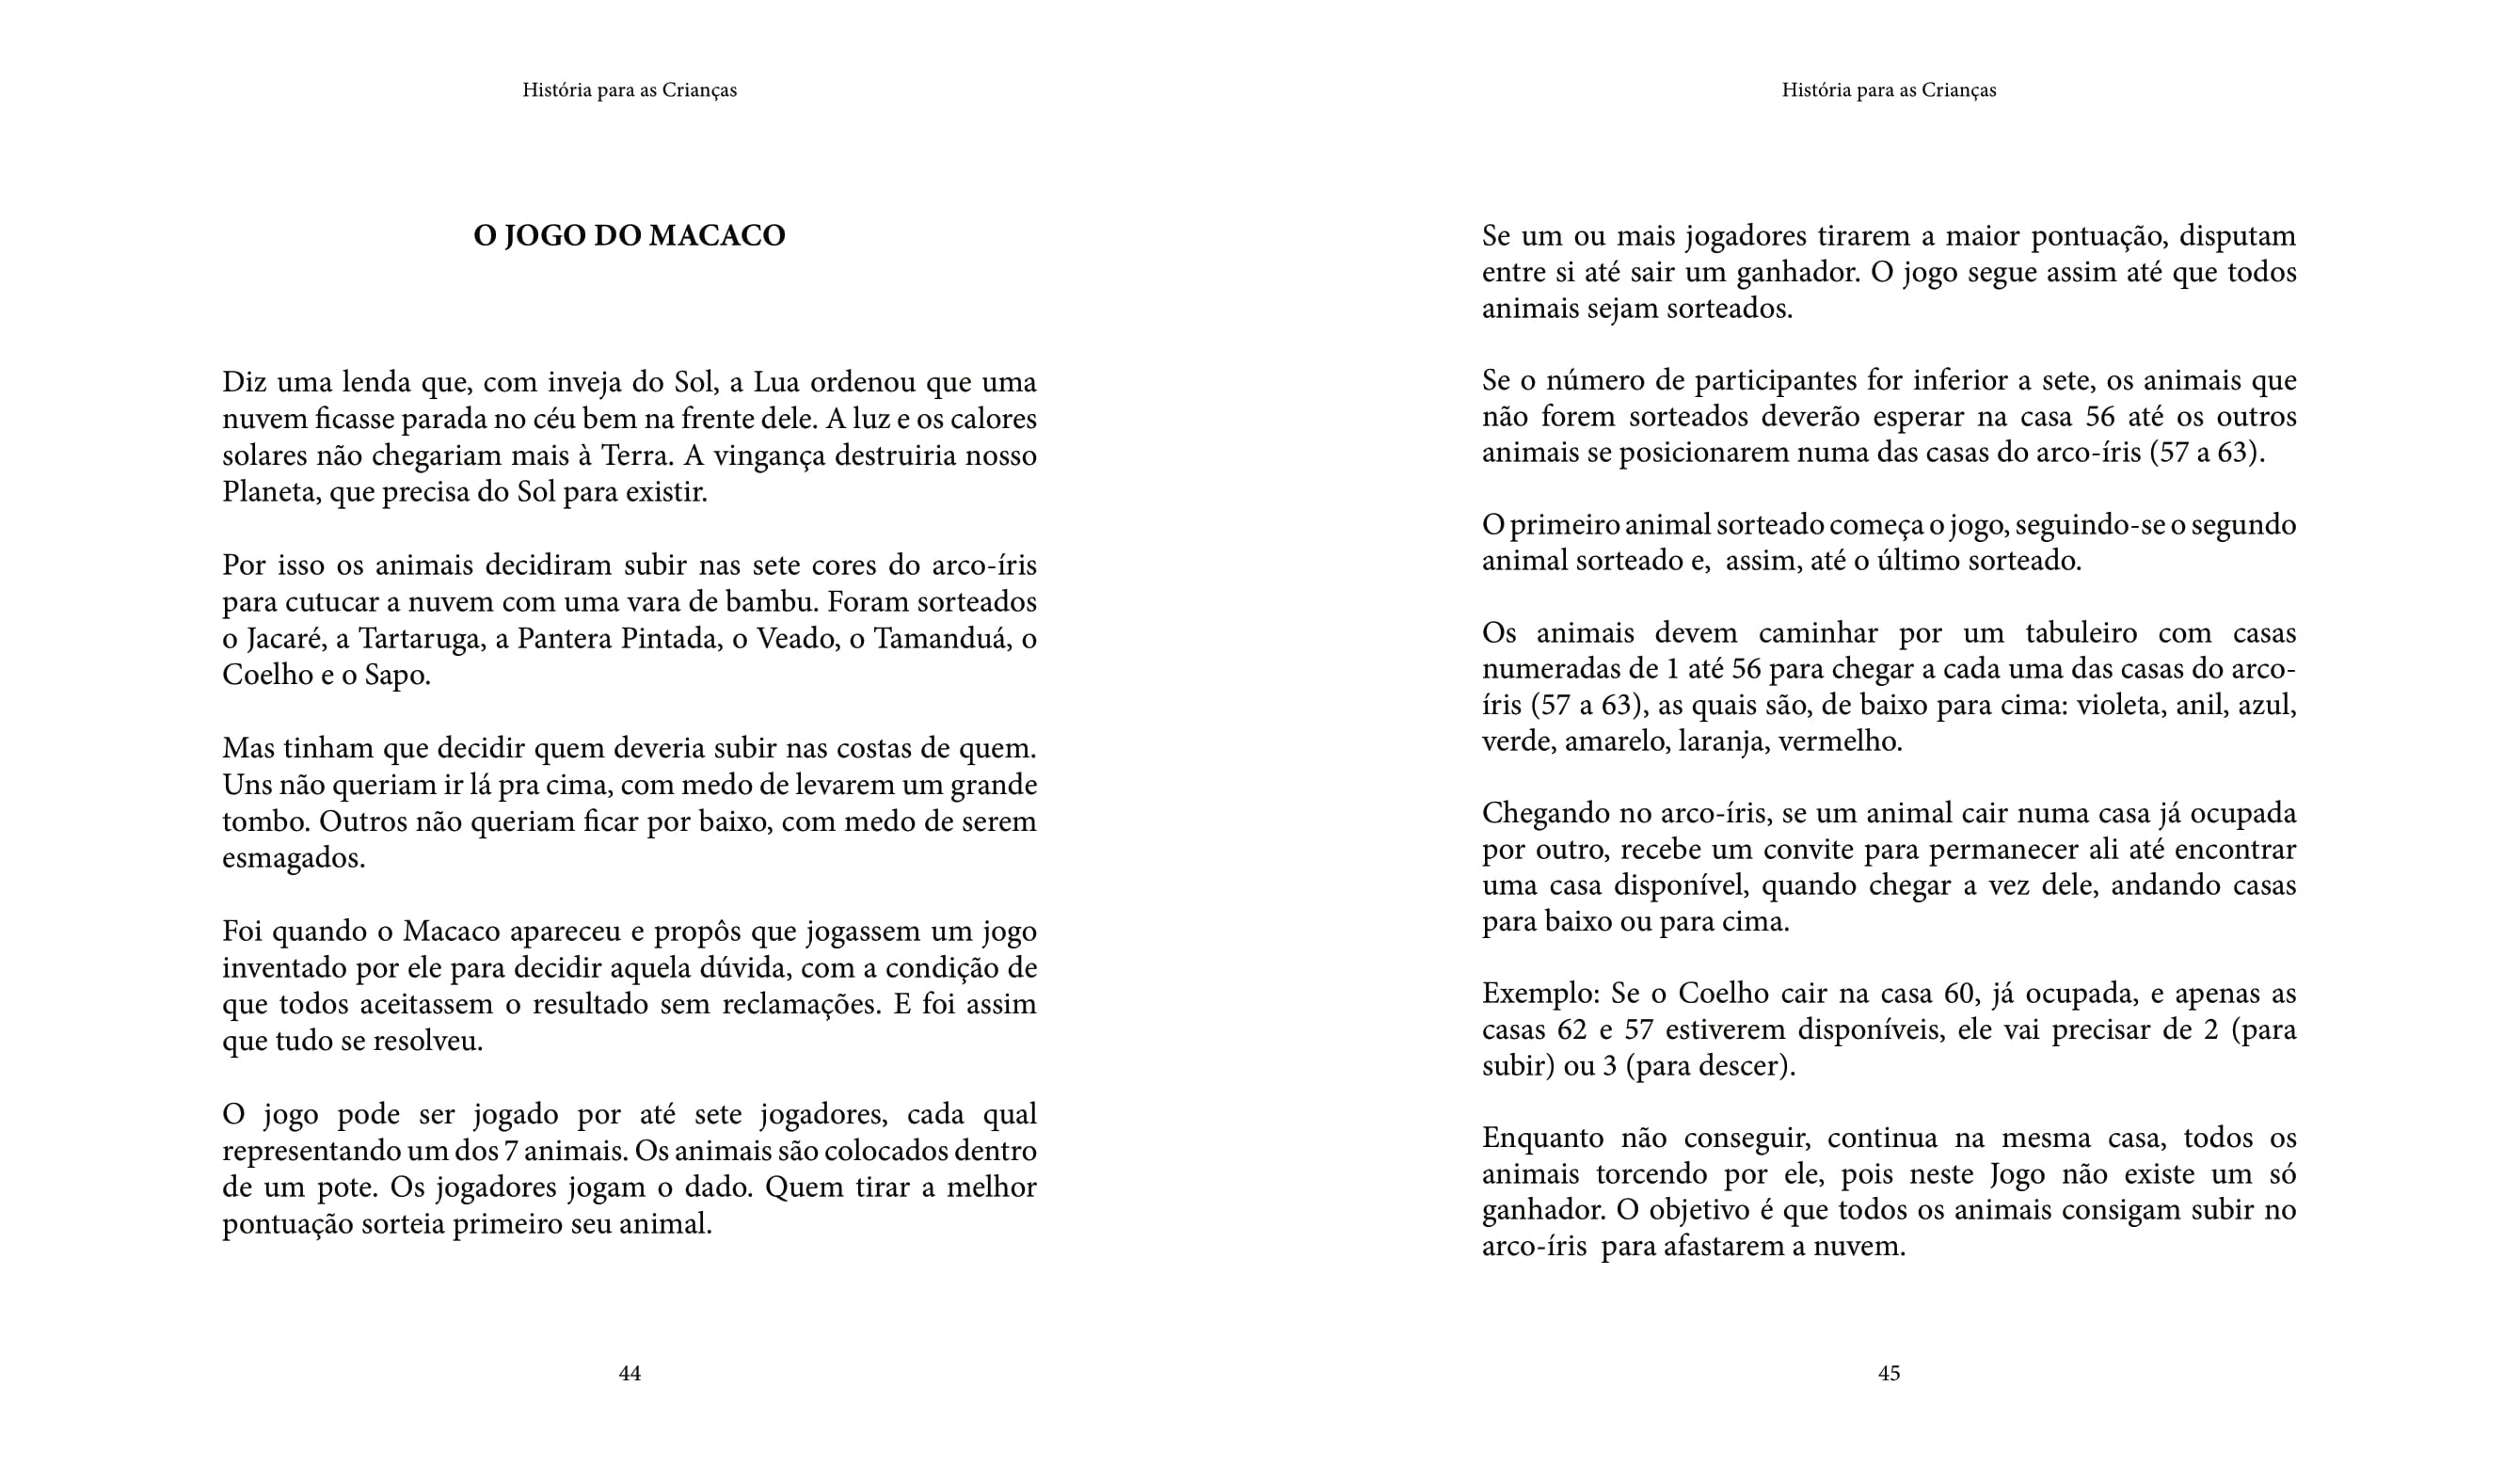 História para as Crianças
O JOGO DO MACACO
Diz uma lenda que, com inveja do Sol, a Lua ordenou que uma
nuvem ficasse parada no céu bem na frente dele. A luz e os calores
solares não chegariam mais à Terra. A vingança destruiria nosso
Planeta, que precisa do Sol para existir.
Por isso os animais decidiram subir nas sete cores do arco-íris
para cutucar a nuvem com uma vara de bambu. Foram sorteados
o Jacaré, a Tartaruga, a Pantera Pintada, o Veado, o Tamanduá, o
Coelho e o Sapo.
Mas tinham que decidir quem deveria subir nas costas de quem.
Uns não queriam ir lá pra cima, com medo de levarem um grande
tombo. Outros não queriam ficar por baixo, com medo de serem
esmagados.
Foi quando o Macaco apareceu e propôs que jogassem um jogo
inventado por ele para decidir aquela dúvida, com a condição de
que todos aceitassem o resultado sem reclamações. E foi assim
que tudo se resolveu.
O jogo pode ser jogado por até sete jogadores, cada qual
representando um dos 7 animais. Os animais são colocados dentro
de um pote. Os jogadores jogam o dado. Quem tirar a melhor
pontuação sorteia primeiro seu animal.
44
História para as Crianças
Se um ou mais jogadores tirarem a maior pontuação, disputam
entre si até sair um ganhador. O jogo segue assim até que todos
animais sejam sorteados.
Se o número de participantes for inferior a sete, os animais que
não forem sorteados deverão esperar na casa 56 até os outros
animais se posicionarem numa das casas do arco-íris (57 a 63).
O primeiro animal sorteado começa o jogo, seguindo-se o segundo
animal sorteado e, assim, até o último sorteado.
Os animais devem caminhar por um tabuleiro com casas
numeradas de 1 até 56 para chegar a cada uma das casas do arco-
íris (57 a 63), as quais são, de baixo para cima: violeta, anil, azul,
verde, amarelo, laranja, vermelho.
Chegando no arco-íris, se um animal cair numa casa já ocupada
por outro, recebe um convite para permanecer ali até encontrar
uma casa disponível, quando chegar a vez dele, andando casas
para baixo ou para cima.
Exemplo: Se o Coelho cair na casa 60, já ocupada, e apenas as
casas 62 e 57 estiverem disponíveis, ele vai precisar de 2 (para
subir) ou 3 (para descer).
Enquanto não conseguir, continua na mesma casa, todos os
animais torcendo por ele, pois neste Jogo não existe um só
ganhador. O objetivo é que todos os animais consigam subir no
arco-íris para afastarem a nuvem.
45